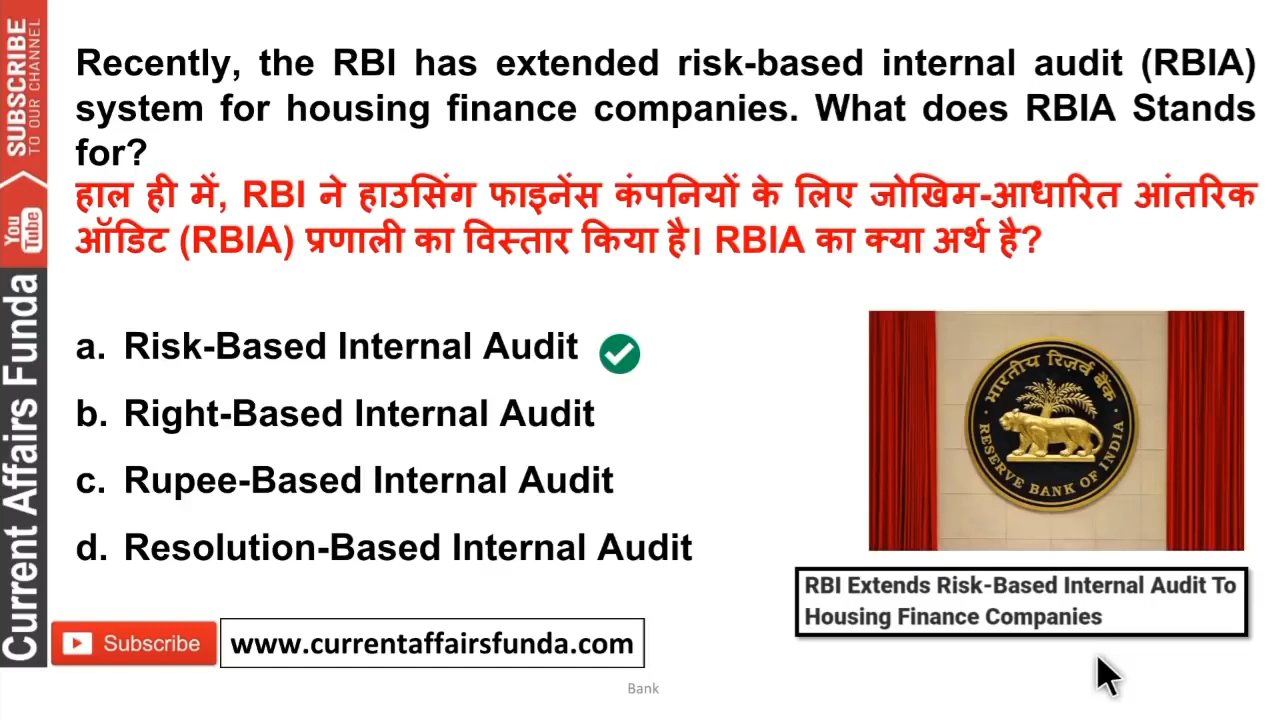 SUBSCRIBE
TO OUR CHANNEL
You
Tube
Current Affairs Funda
Recently, the RBI has extended risk-based internal audit (RBIA)
system for housing finance companies. What does RBIA Stands
for?
हाल ही में, RBI ने हाउसिंग फाइनेंस कंपनियों के लिए जोखिम-आधारित आंतरिक
ऑडिट (RBIA) प्रणाली का विस्तार किया है। RBIA का क्या अर्थ है?
a. Risk-Based Internal Audit
b. Right-Based Internal Audit
c. Rupee-Based Internal Audit
d. Resolution-Based Internal Audit
भारतीय रिज़र्व बैंक
RESERVE BANK OF INDIA
RBI Extends Risk-Based Internal Audit To
Housing Finance Companies
Subscribe
www.currentaffairsfunda.com
Bank